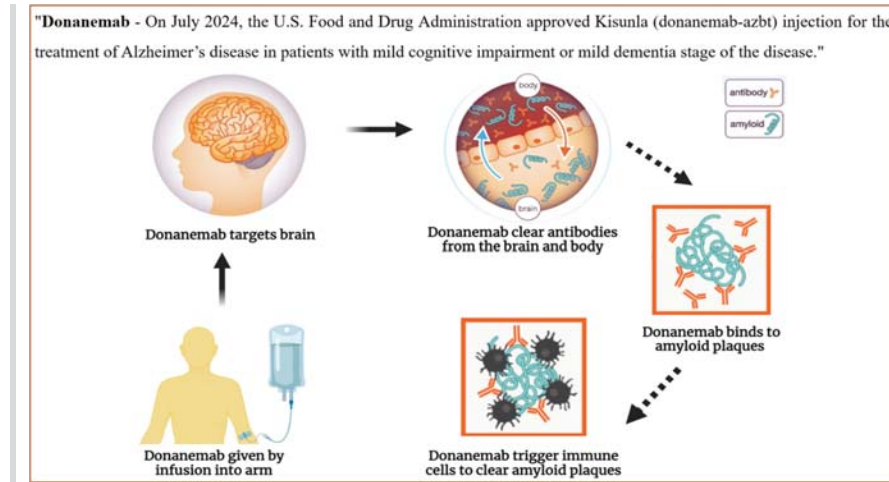 "Donanemab - On July 2024, the U.S. Food and Drug Administration approved Kisunla (donanemab-azbt) injection for the
treatment of Alzheimer's disease in patients with mild cognitive impairment or mild dementia stage of the disease."
body
antibody
amyloid
brain
Donanemab targets brain
Donanemab clear antibodies
from the brain and body
Donanemab binds to
amyloid plaques
Donanemab given by
infusion into arm
Donanemab trigger immune
cells to clear amyloid plaques